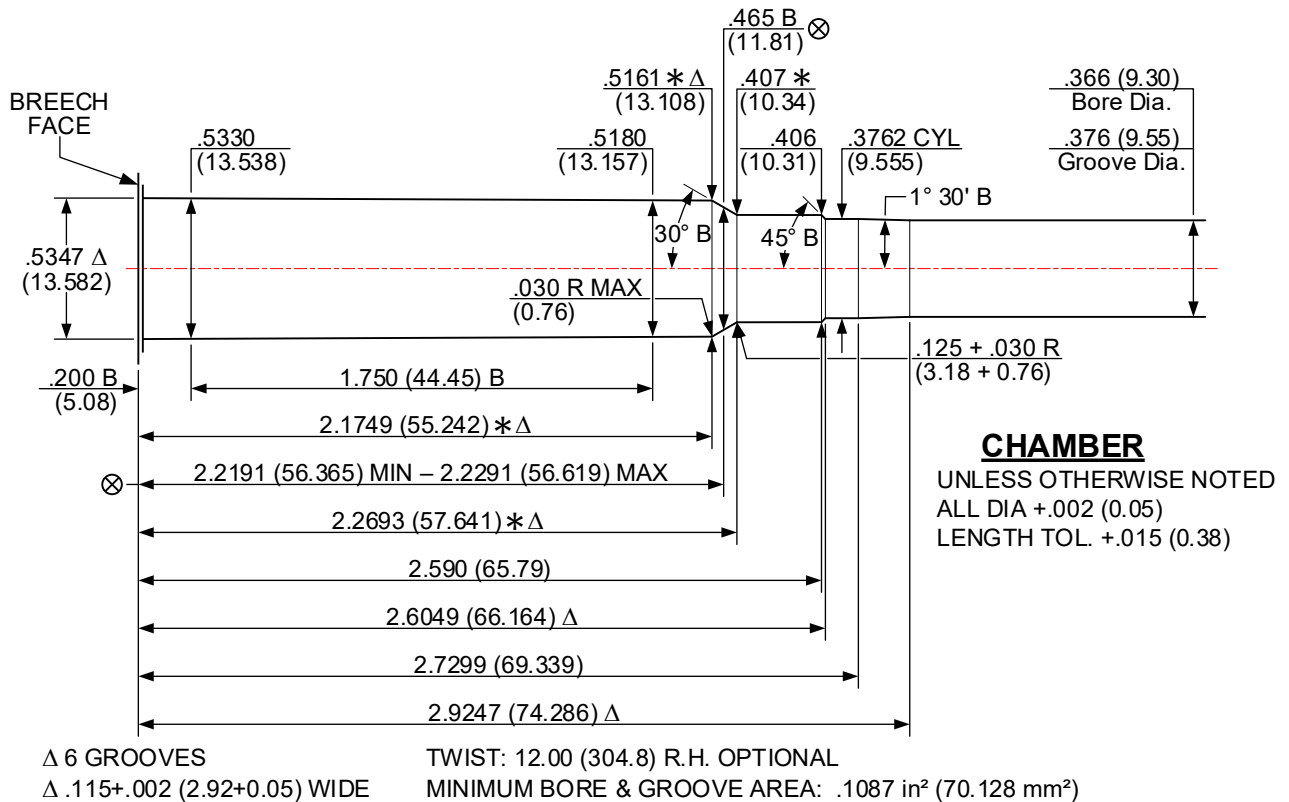 .465 B ⊗
(11.81)
.5161 * Δ
(13.108)
.407 *
(10.34)
.366 (9.30)
Bore Dia.
BREECH
FACE
.5330
(13.538)
.5180
(13.157)
.406
(10.31)
.3762 CYL
(9.555)
.376 (9.55)
Groove Dia.
1° 30' B
30° B
45° B
.5347 Δ
(13.582)
.030 R MAX
(0.76)
.125 + .030 R
(3.18 + 0.76)
.200 B
(5.08)
1.750 (44.45) B
2.1749 (55.242) * Δ
⊗ 2.2191 (56.365) MIN – 2.2291 (56.619) MAX
2.2693 (57.641) * Δ
2.590 (65.79)
2.6049 (66.164) Δ
2.7299 (69.339)
2.9247 (74.286) Δ
CHAMBER
UNLESS OTHERWISE NOTED
ALL DIA +.002 (0.05)
LENGTH TOL. +.015 (0.38)
Δ 6 GROOVES
Δ .115+.002 (2.92+0.05) WIDE
TWIST: 12.00 (304.8) R.H. OPTIONAL
MINIMUM BORE & GROOVE AREA: .1087 in² (70.128 mm²)